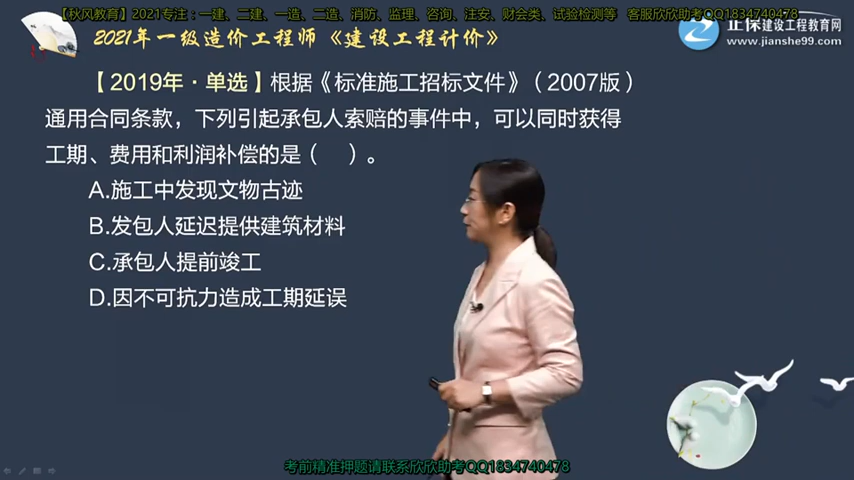 【秋风教育】2021专注：一建、二建、一造、二造、消防、监理、咨询、注安、财会类、试验检测等  客服欣欣助考QQ1834740478
2021年一级造价工程师《建设工程计价》
正保建设工程教育网
www.jianshe99.com
【2019年·单选】根据《标准施工招标文件》（2007版）
通用合同条款，下列引起承包人索赔的事件中，可以同时获得
工期、费用和利润补偿的是（  ）。
A.施工中发现文物古迹
B.发包人延迟提供建筑材料
C.承包人提前竣工
D.因不可抗力造成工期延误
考前精准押题请联系欣欣助考QQ1834740478